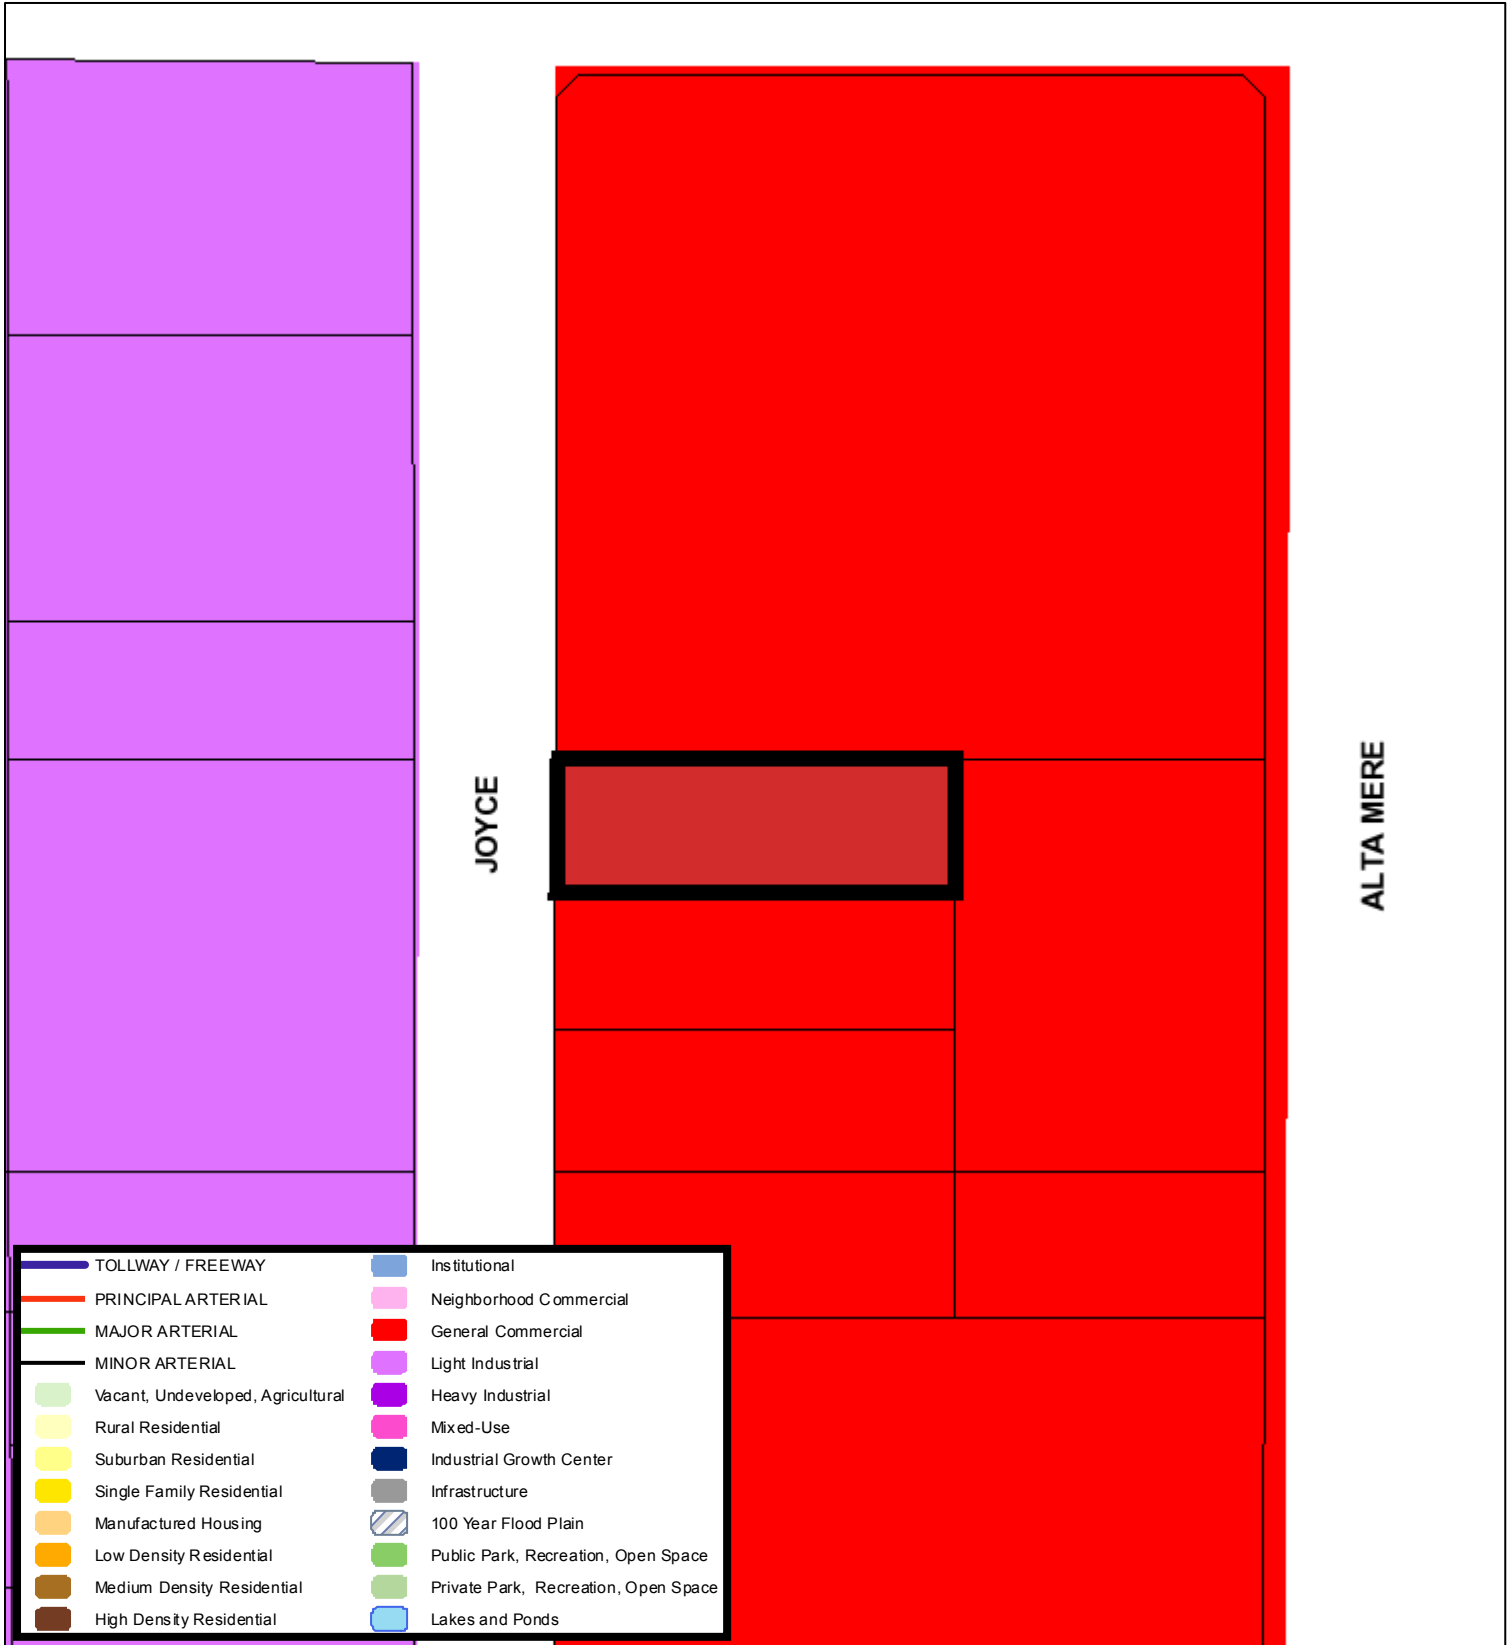 JOYCE
ALTA MERE
TOLLWAY / FREEWAY
PRINCIPAL ARTERIAL
MAJOR ARTERIAL
MINOR ARTERIAL
Vacant, Undeveloped, Agricultural
Rural Residential
Suburban Residential
Single Family Residential
Manufactured Housing
Low Density Residential
Medium Density Residential
High Density Residential
Institutional
Neighborhood Commercial
General Commercial
Light Industrial
Heavy Industrial
Mixed-Use
Industrial Growth Center
Infrastructure
100 Year Flood Plain
Public Park, Recreation, Open Space
Private Park, Recreation, Open Space
Lakes and Ponds